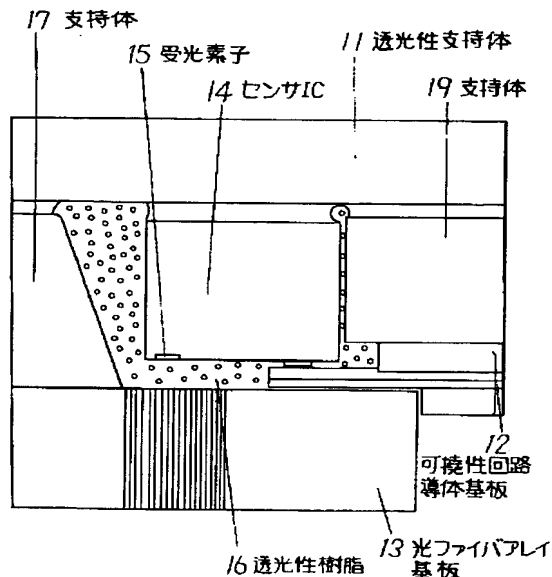 17 支持体
15 受光素子
11 透光性支持体
14 センサIC
19 支持体
12
可撓性回路
導体基板
13 光ファイバアレイ
基板
16 透光性樹脂